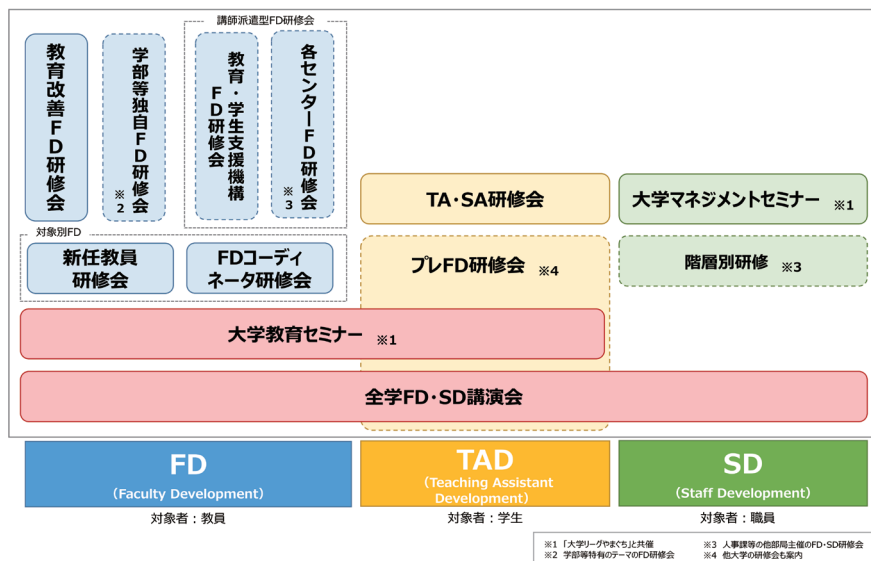 講師派遣型FD研修会
教育改善FD研修会
学部等独自FD研修会
※2
教育・学生支援機構
FD研修会
各センターFD研修会
※3
対象別FD
新任教員
研修会
FDコーディ
ネータ研修会
TA・SA研修会
プレFD研修会 ※4
大学マネジメントセミナー ※1
階層別研修 ※3
大学教育セミナー ※1
全学FD・SD講演会
FD
(Faculty Development)
対象者：教員
TAD
(Teaching Assistant
Development)
対象者：学生
SD
(Staff Development)
対象者：職員
※1 「大学リーグやまぐち」と共催
※2 学部等特有のテーマのFD研修会
※3 人事課等の他部局主催のFD・SD研修会
※4 他大学の研修会も案内